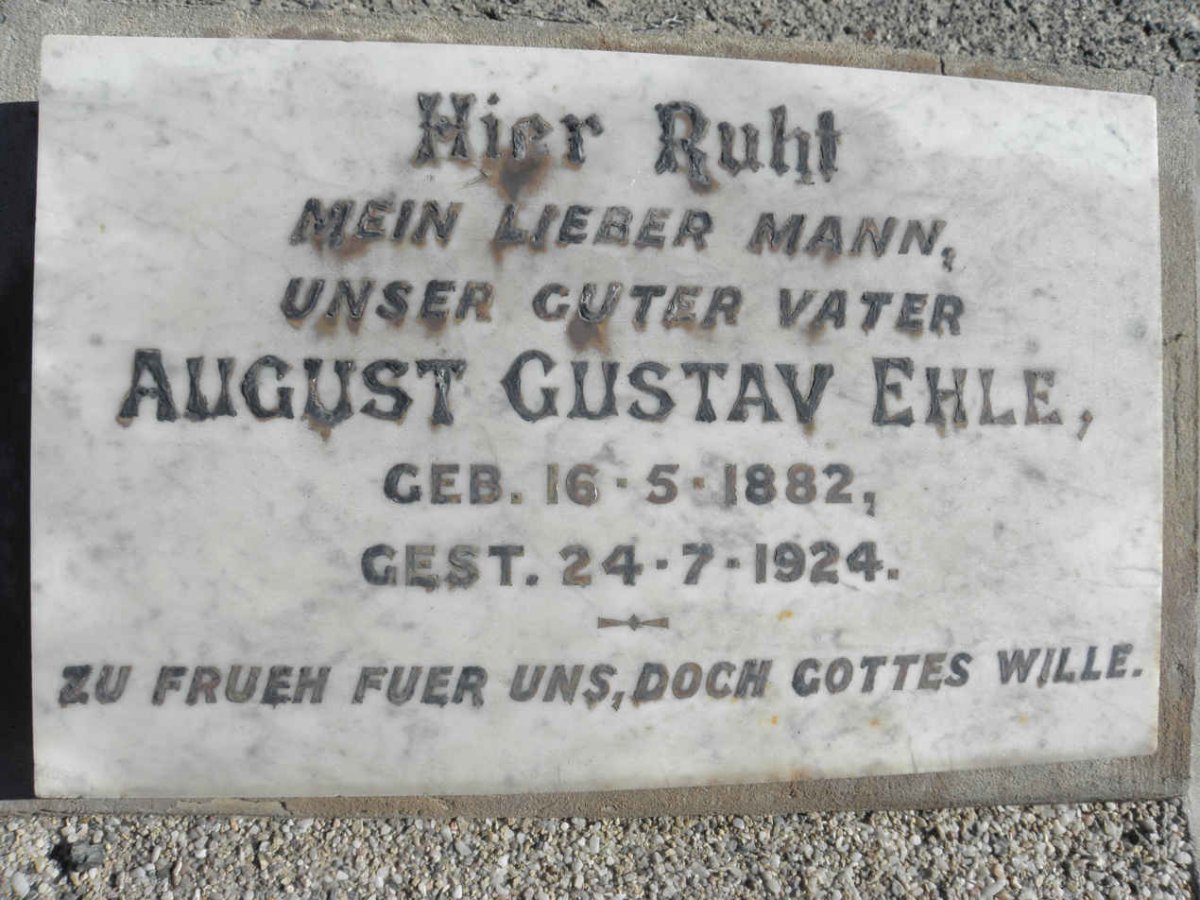 Hier Ruht
MEIN LIEBER MANN,
UNSER GUTER VATER
AUGUST GUSTAV EHLE,
GEB. 16·5·1882,
GEST. 24·7·1924.
ZU FRUEH FUER UNS, DOCH GOTTES WILLE.